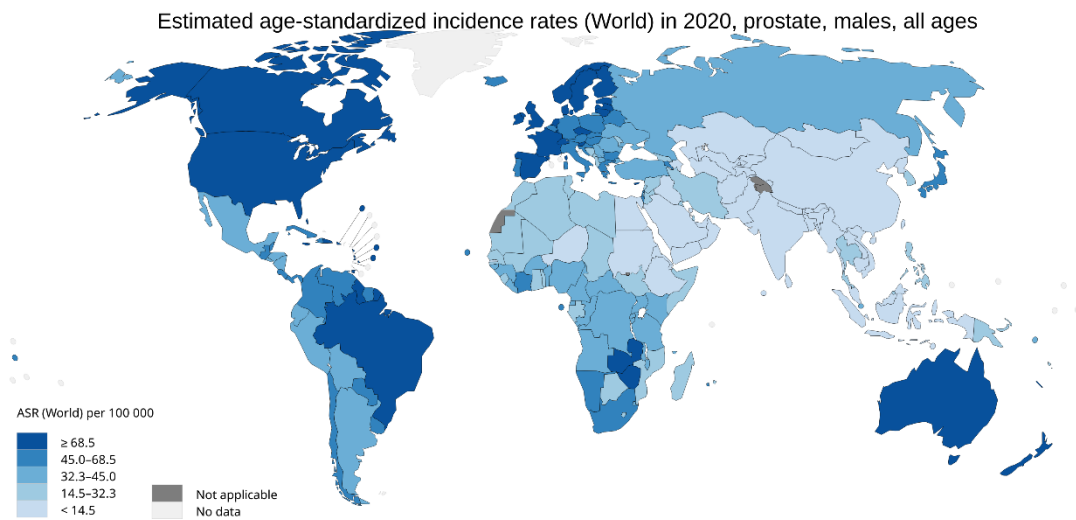 Estimated age-standardized incidence rates (World) in 2020, prostate, males, all ages
ASR (World) per 100 000
≥ 68.5
45.0–68.5
32.3–45.0
14.5–32.3
< 14.5
Not applicable
No data